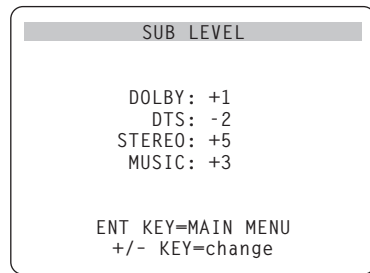 SUB LEVEL
DOLBY: +1
DTS: -2
STEREO: +5
MUSIC: +3
ENT KEY=MAIN MENU
+/- KEY=change